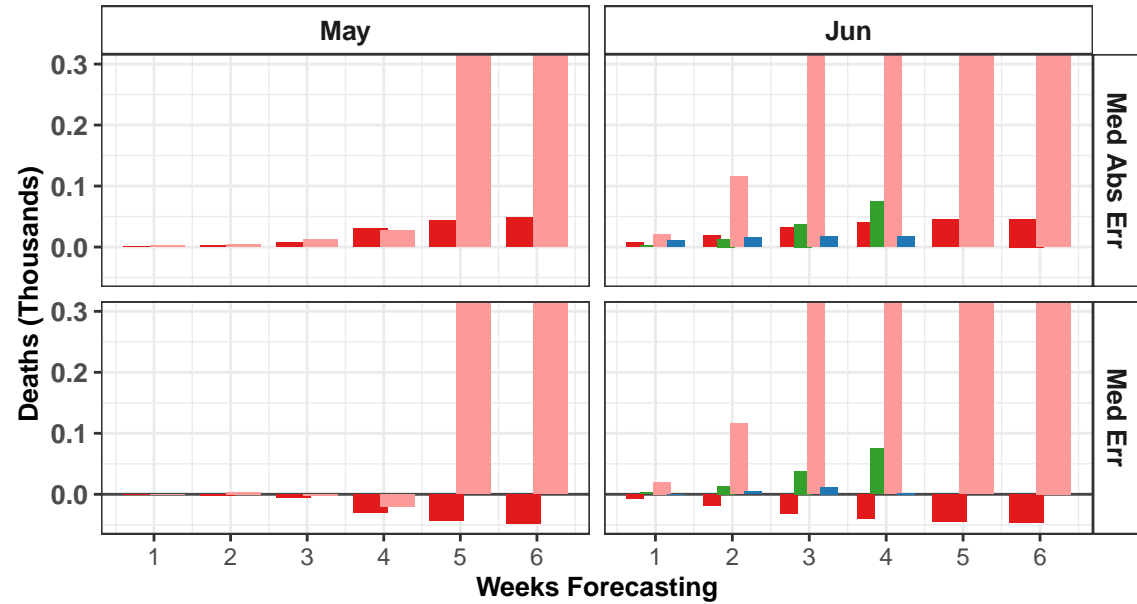 May
Jun
0.3
0.2
0.1
0.0
Med Abs Err
0.3
0.2
0.1
0.0
Med Err
Deaths (Thousands)
1 2 3 4 5 6
1 2 3 4 5 6
Weeks Forecasting